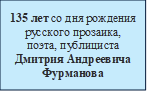 135 лет со дня рождения
русского прозаика,
поэта, публициста
Дмитрия Андреевича
Фурманова